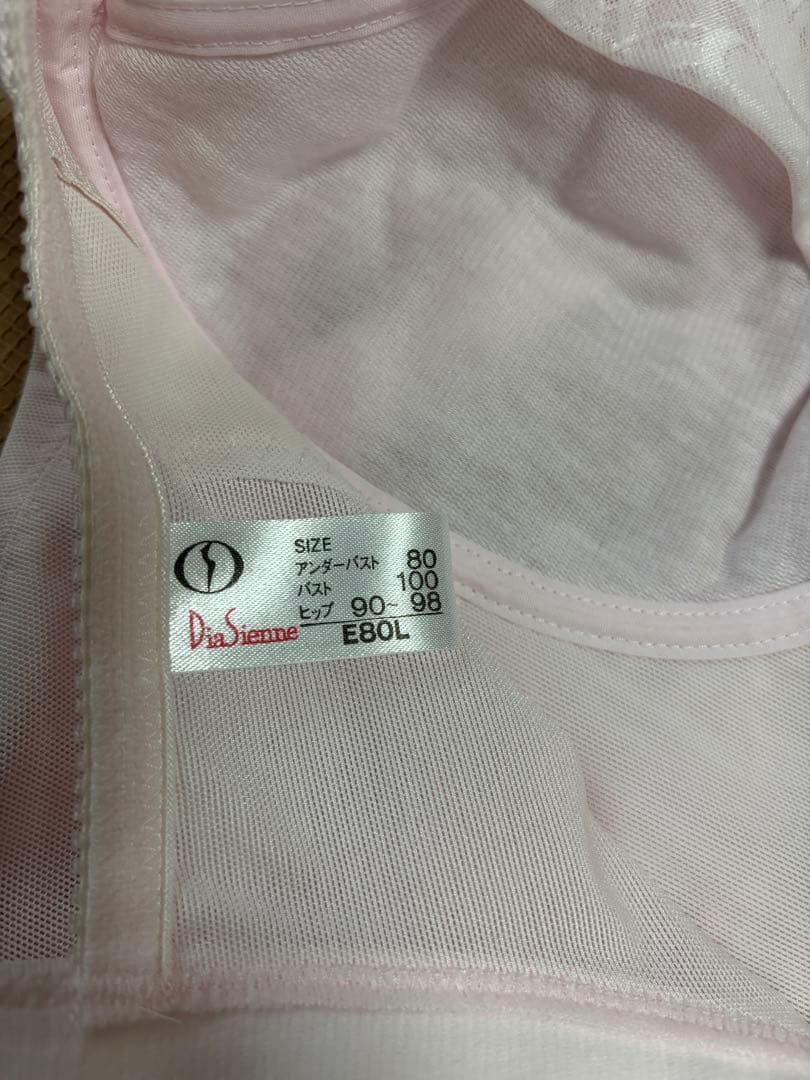 SIZE
アンダーバスト 80
バスト 100
ヒップ 90~98
DiaSienne
E80L